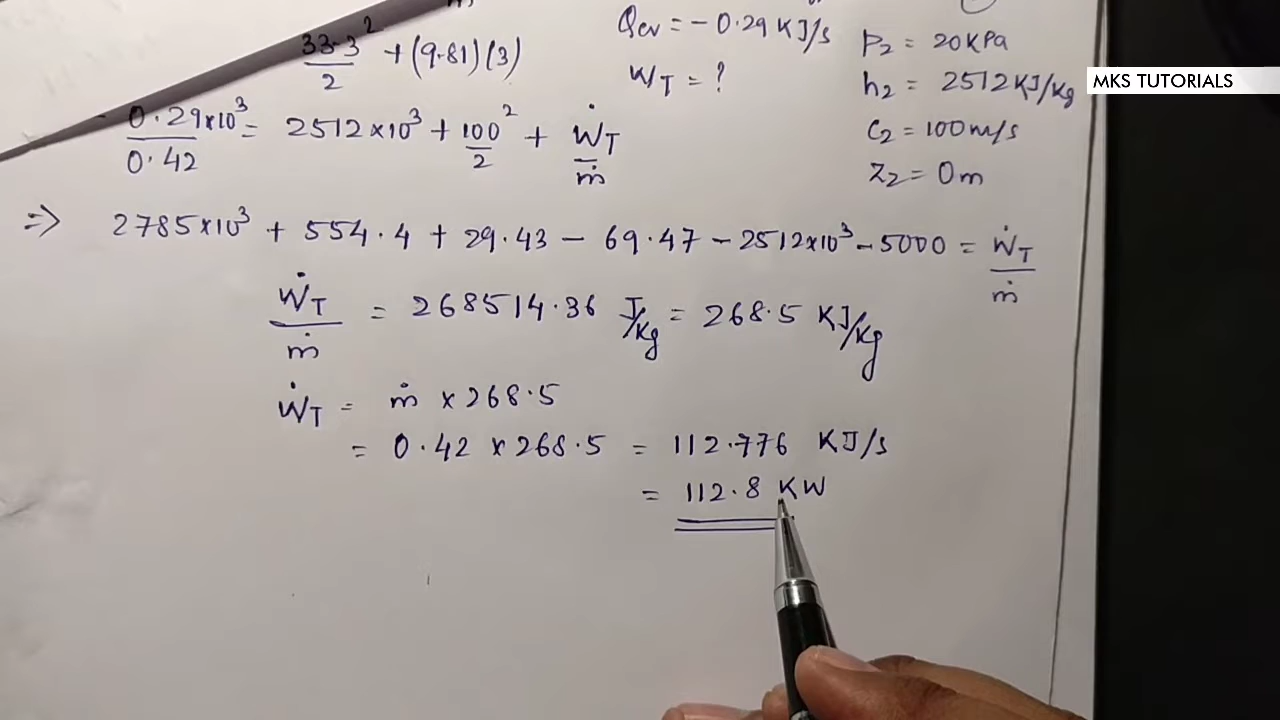 33.3²/2 + (9.81)(3)
Qcv = - 0.29 KJ/s
WT = ?
P2 = 20KPa
h2 = 2512 KJ/Kg
C2 = 100m/s
Z2 = 0m
MKS TUTORIALS
- 0.29×10³/0.42 = 2512×10³ + 100²/2 + ẆT/ṁ
=> 2785×10³ + 554.4 + 29.43 - 69.47 - 2512×10³ - 5000 = ẆT/ṁ
ẆT/ṁ = 268514.36 J/Kg = 268.5 KJ/Kg
ẆT = ṁ × 268.5
= 0.42 × 268.5 = 112.776 KJ/s
= 112.8 KW